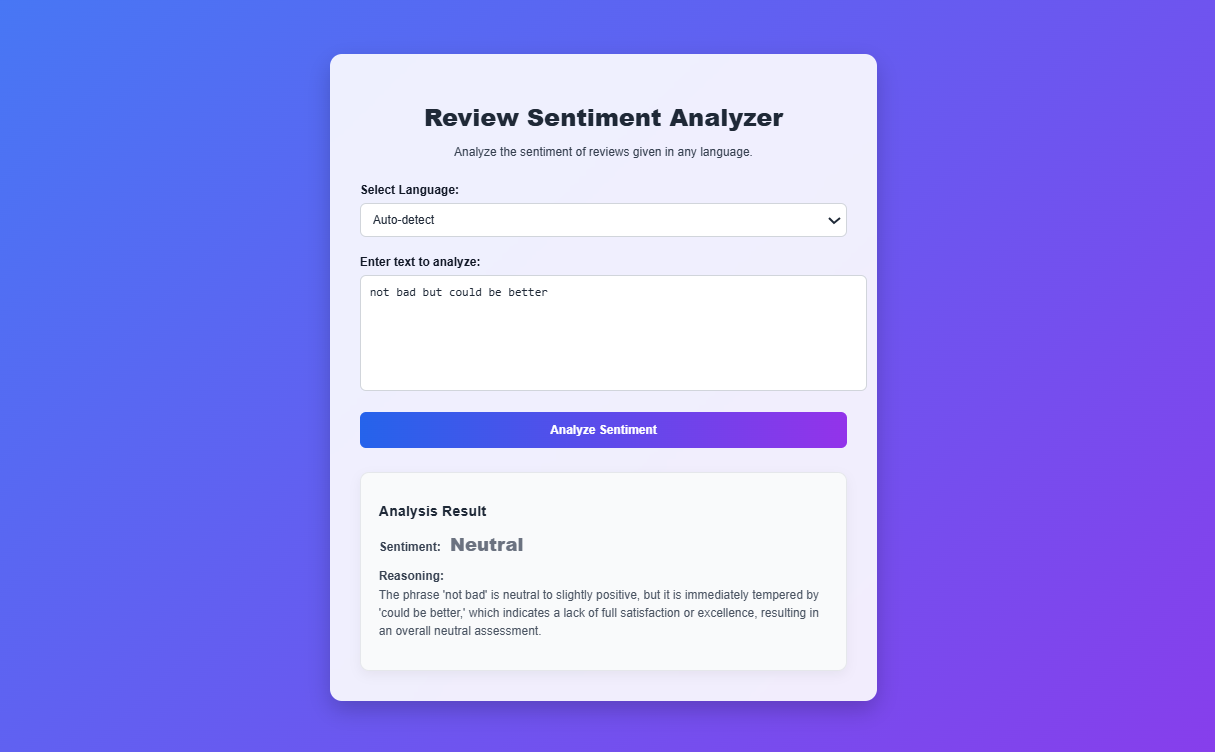 Review Sentiment Analyzer
Analyze the sentiment of reviews given in any language.
Select Language:
Auto-detect
Enter text to analyze:
not bad but could be better
Analyze Sentiment
Analysis Result
Sentiment: Neutral
Reasoning:
The phrase 'not bad' is neutral to slightly positive, but it is immediately tempered by
'could be better,' which indicates a lack of full satisfaction or excellence, resulting in
an overall neutral assessment.